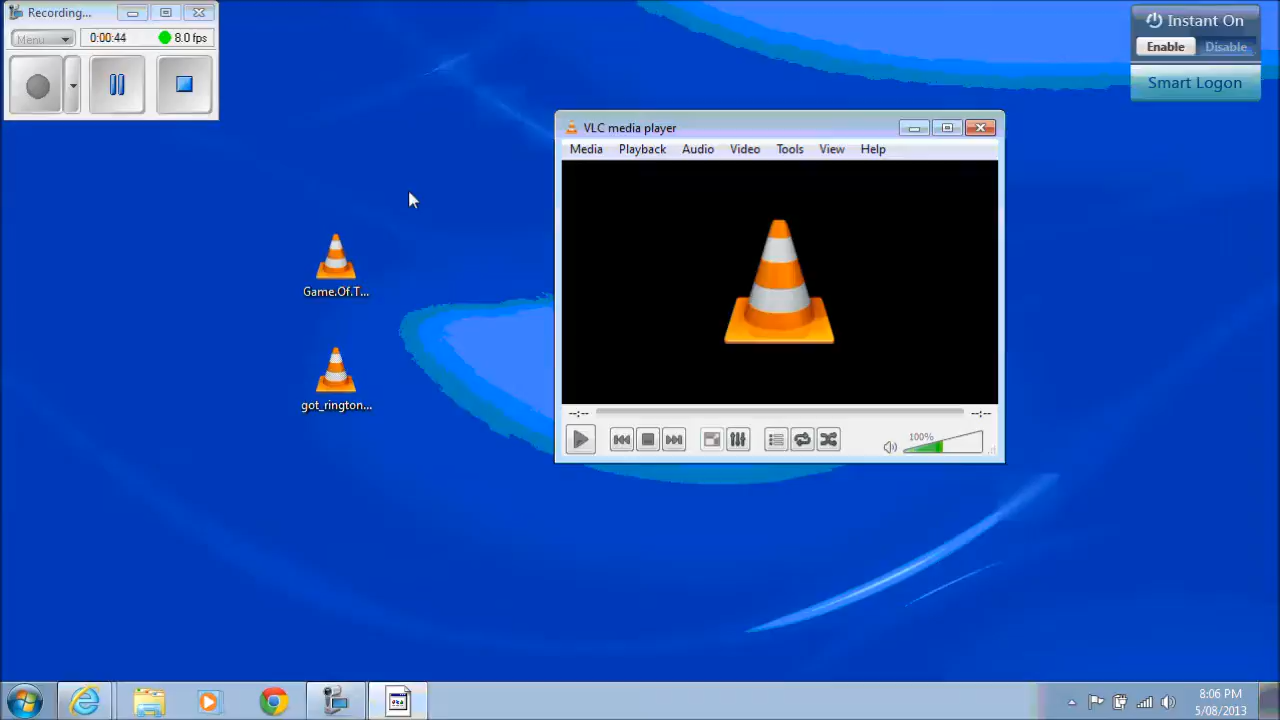 Recording...
Menu
0:00:44
8.0 fps
Instant On
Enable
Disable
Smart Logon
VLC media player
Media Playback Audio Video Tools View Help
Game.Of.T...
got_rington...
--:--
--:--
100%
8:06 PM
5/08/2013